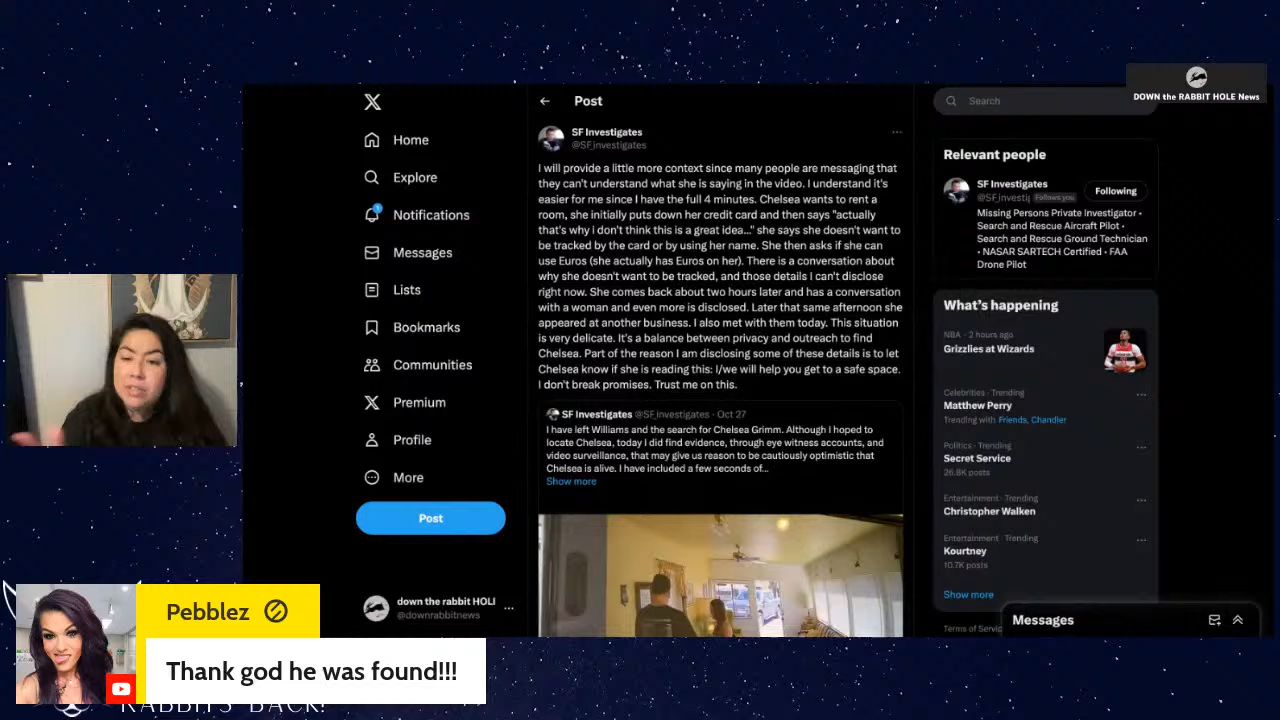 DOWN the RABBIT HOLE News
Home
Explore
Notifications
Messages
Lists
Bookmarks
Communities
Premium
Profile
More
Post
down the rabbit HOLI
@downrabbitnews
Post
SF Investigates
@SF_investigates
I will provide a little more context since many people are messaging that
they can't understand what she is saying in the video. I understand it's
easier for me since I have the full 4 minutes. Chelsea wants to rent a
room, she initially puts down her credit card and then says "actually
that's why i don't think this is a great idea..." she says she doesn't want to
be tracked by the card or by using her name. She then asks if she can
use Euros (she actually has Euros on her). There is a conversation about
why she doesn't want to be tracked, and those details I can't disclose
right now. She comes back about two hours later and has a conversation
with a woman and even more is disclosed. Later that same afternoon she
appeared at another business. I also met with them today. This situation
is very delicate. It's a balance between privacy and outreach to find
Chelsea. Part of the reason I am disclosing some of these details is to let
Chelsea know if she is reading this: I/we will help you get to a safe space.
I don't break promises. Trust me on this.
SF Investigates @SF_Investigates · Oct 27
I have left Williams and the search for Chelsea Grimm. Although I hoped to
locate Chelsea, today I did find evidence, through eye witness accounts, and
video surveillance, that may give us reason to be cautiously optimistic that
Chelsea is alive. I have included a few seconds of...
Show more
Search
Relevant people
SF Investigates
@SF_Investig Follows you
Following
Missing Persons Private Investigator •
Search and Rescue Aircraft Pilot •
Search and Rescue Ground Technician
• NASAR SARTECH Certified • FAA
Drone Pilot
What's happening
NBA · 2 hours ago
Grizzlies at Wizards
Celebrities · Trending
Matthew Perry
Trending with Friends, Chandler
Politics · Trending
Secret Service
26.8K posts
Entertainment · Trending
Christopher Walken
Entertainment · Trending
Kourtney
10.7K posts
Show more
Terms of Servic
Messages
Pebblez
Thank god he was found!!!
RABBITS BACK!